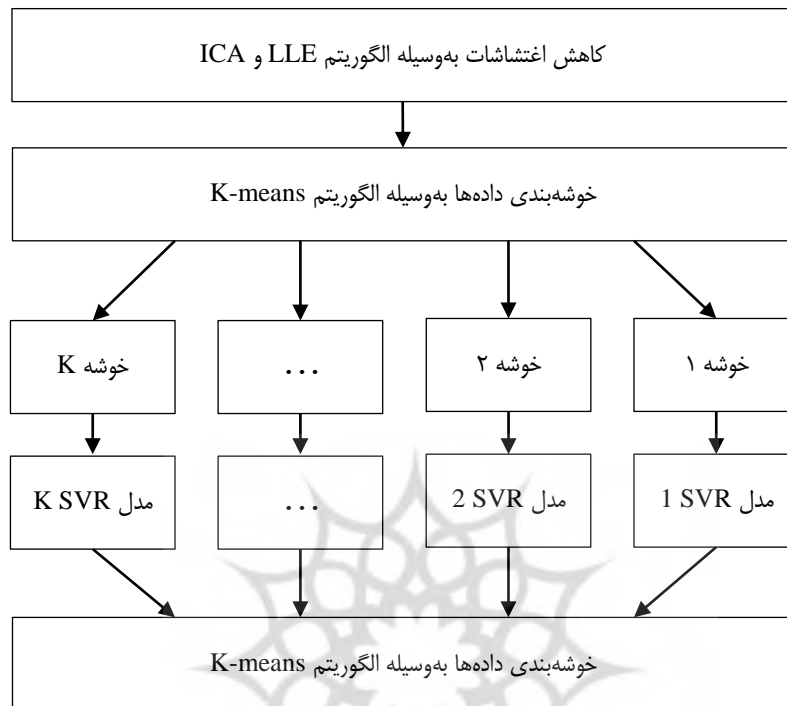 کاهش اغتشاشات به‌وسیله الگوریتم LLE و ICA
خوشه‌بندی داده‌ها به‌وسیله الگوریتم K-means
خوشه ۱
خوشه ۲
...
خوشه K
مدل SVR 1
مدل SVR 2
...
مدل K SVR
خوشه‌بندی داده‌ها به‌وسیله الگوریتم K-means